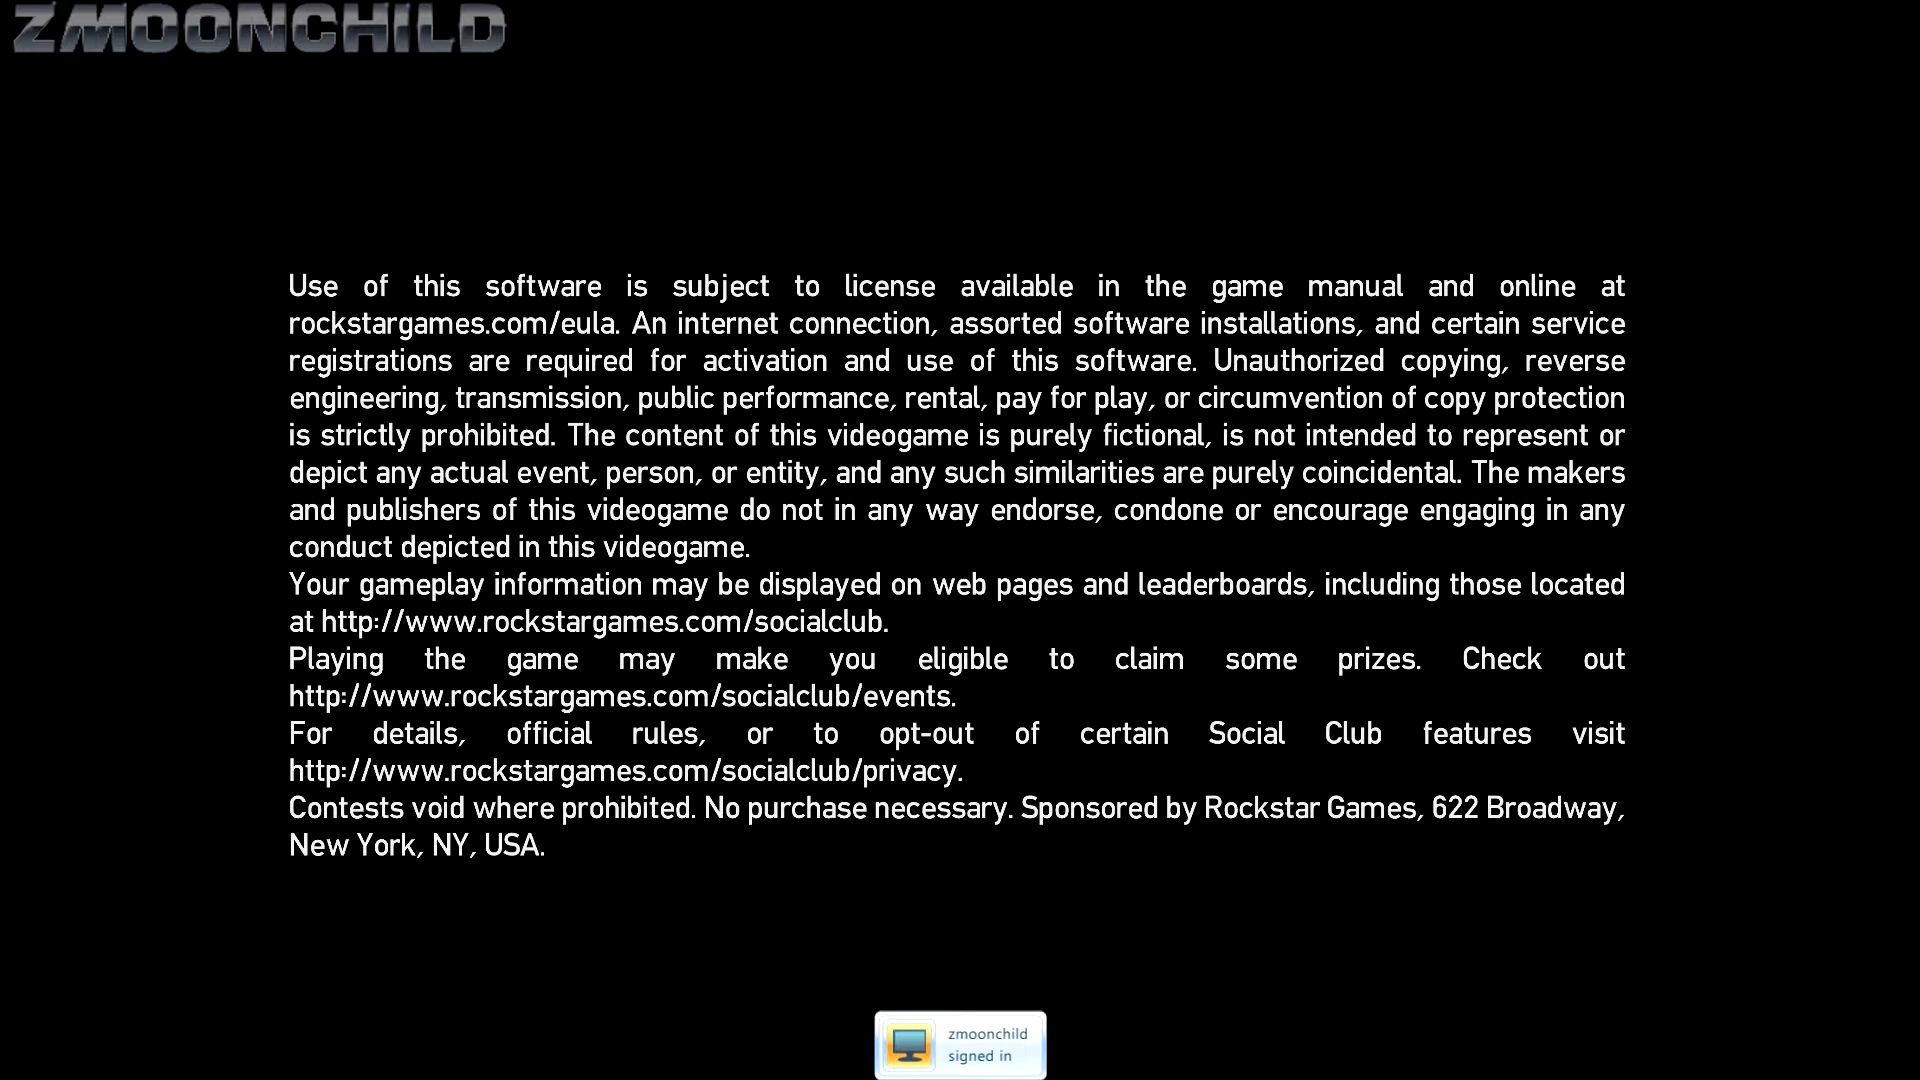 ZMOONCHILD
Use of this software is subject to license available in the game manual and online at
rockstargames.com/eula. An internet connection, assorted software installations, and certain service
registrations are required for activation and use of this software. Unauthorized copying, reverse
engineering, transmission, public performance, rental, pay for play, or circumvention of copy protection
is strictly prohibited. The content of this videogame is purely fictional, is not intended to represent or
depict any actual event, person, or entity, and any such similarities are purely coincidental. The makers
and publishers of this videogame do not in any way endorse, condone or encourage engaging in any
conduct depicted in this videogame.
Your gameplay information may be displayed on web pages and leaderboards, including those located
at http://www.rockstargames.com/socialclub.
Playing the game may make you eligible to claim some prizes. Check out
http://www.rockstargames.com/socialclub/events.
For details, official rules, or to opt-out of certain Social Club features visit
http://www.rockstargames.com/socialclub/privacy.
Contests void where prohibited. No purchase necessary. Sponsored by Rockstar Games, 622 Broadway,
New York, NY, USA.
zmoonchild
signed in